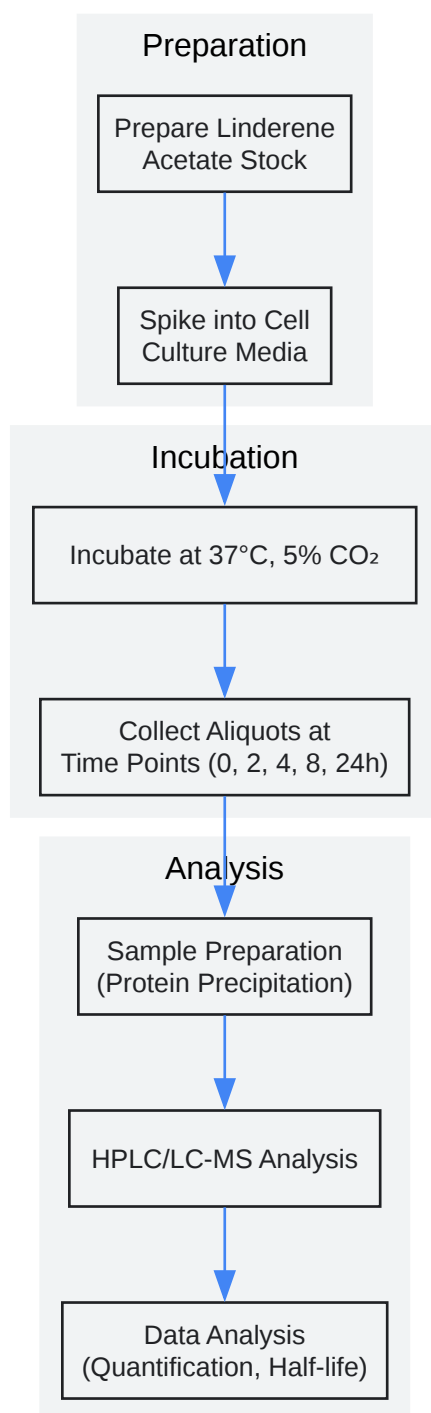 Preparation
Prepare Linderene
Acetate Stock
Spike into Cell
Culture Media
Incubation
Incubate at 37°C, 5% CO₂
Collect Aliquots at
Time Points (0, 2, 4, 8, 24h)
Analysis
Sample Preparation
(Protein Precipitation)
HPLC/LC-MS Analysis
Data Analysis
(Quantification, Half-life)